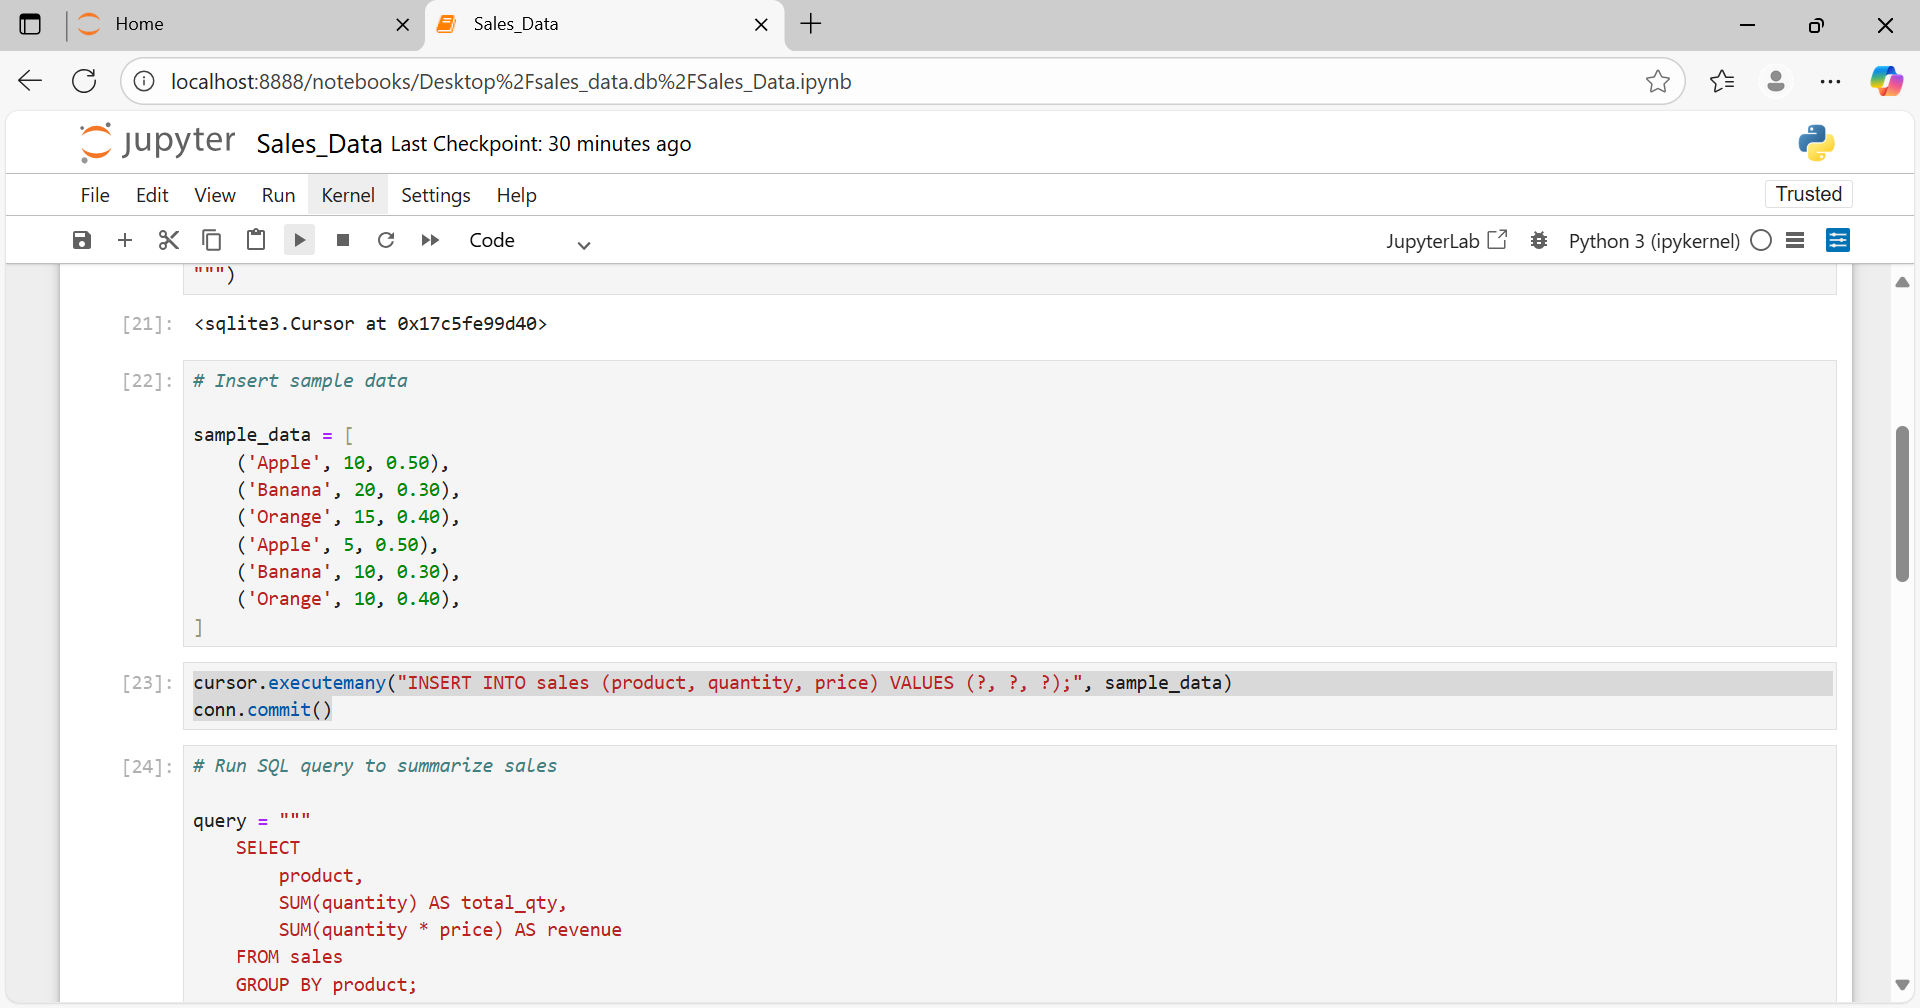 Home
Sales_Data
localhost:8888/notebooks/Desktop%2Fsales_data.db%2FSales_Data.ipynb
jupyter Sales_Data Last Checkpoint: 30 minutes ago
File Edit View Run Kernel Settings Help
Trusted
Code
JupyterLab
Python 3 (ipykernel)
""")
[21]: <sqlite3.Cursor at 0x17c5fe99d40>
[22]: # Insert sample data
sample_data = [
('Apple', 10, 0.50),
('Banana', 20, 0.30),
('Orange', 15, 0.40),
('Apple', 5, 0.50),
('Banana', 10, 0.30),
('Orange', 10, 0.40),
]
[23]: cursor.executemany("INSERT INTO sales (product, quantity, price) VALUES (?, ?, ?);", sample_data)
conn.commit()
[24]: # Run SQL query to summarize sales
query = """
SELECT
product,
SUM(quantity) AS total_qty,
SUM(quantity * price) AS revenue
FROM sales
GROUP BY product;